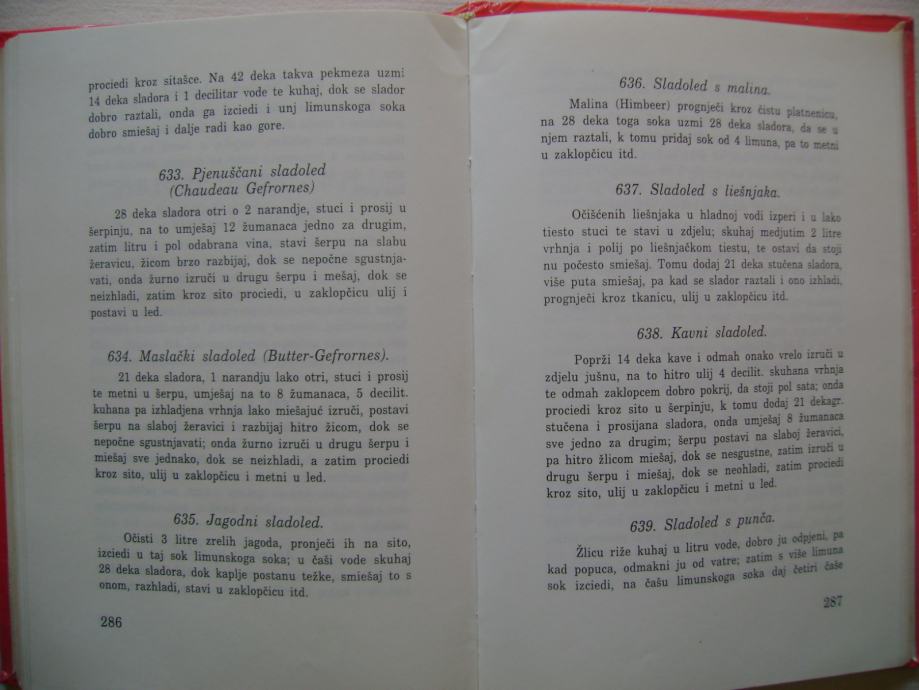 prociedi kroz sitašce. Na 42 deka takva pekmeza uzmi
14 deka sladora i 1 decilitar vode te kuhaj, dok se slador
dobro raztali, onda ga izciedi i unj limunskoga soka
dobro smiešaj i dalje radi kao gore.
633. Pjenuščani sladoled
(Chaudeau Gefrornes)
28 deka sladora otri o 2 narandje, stuci i prosij u
šerpinju, na to umješaj 12 žumanaca jedno za drugim,
zatim litru i pol odabrana vina, stavi šerpu na slabu
žeravicu, žicom brzo razbijaj, dok se nepočne sgustnja-
vati, onda žurno izruči u drugu šerpu i mešaj, dok se
neizhladi, zatim kroz sito prociedi, u zaklopčicu ulij i
postavi u led.
634. Maslački sladoled (Butter-Gefrornes).
21 deka sladora, 1 narandju lako otri, stuci i prosij
te metni u šerpu, umješaj na to 8 žumanaca, 5 decilit.
kuhana pa izhladjena vrhnja lako miešajuć izruči, postavi
šerpu na slaboj žeravici i razbijaj hitro žicom, dok se
nepočne sgustnjavati; onda žurno izruči u drugu šerpu i
miešaj sve jednako, dok se neizhladi, a zatim prociedi
kroz sito, ulij u zaklopčicu i metni u led.
635. Jagodni sladoled.
Očisti 3 litre zrelih jagoda, pronječi ih na sito,
izciedi u taj sok limunskoga soka; u čaši vode skuhaj
28 deka sladora, dok kaplje postanu težke, smiešaj to s
onom, razhladi, stavi u zaklopčicu itd.
286
636. Sladoled s malina.
Malina (Himbeer) prognječi kroz čistu platnenicu,
na 28 deka toga soka uzmi 28 deka sladora, da se u
njem raztali, k tomu pridaj sok od 4 limuna, pa to metni
u zaklopčicu itd.
637. Sladoled s liešnjaka.
Očišćenih liešnjaka u hladnoj vodi izperi i u lako
tiesto stuci te stavi u zdjelu; skuhaj medjutim 2 litre
vrhnja i polij po liešnjačkom tiestu, te ostavi da stoji
nu počesto smiešaj. Tomu dodaj 21 deka stučena sladora,
više puta smiešaj, pa kad se slador raztali i ono izhladi,
prognječi kroz tkanicu, ulij u zaklopčicu itd.
638. Kavni sladoled.
Poprži 14 deka kave i odmah onako vrelo izruči u
zdjelu jušnu, na to hitro ulij 4 decilit. skuhana vrhnja
te odmah zaklopcem dobro pokrij, da stoji pol sata; onda
prociedi kroz sito u šerpinju, k tomu dodaj 21 dekagr.
stučena i prosijana sladora, onda umješaj 8 žumanaca
sve jedno za drugim; šerpu postavi na slaboj žeravici,
pa hitro žlicom miešaj, dok se nesgustne, zatim izruči u
drugu šerpu i miešaj, dok se neohladi, zatim prociedi
kroz sito, ulij u zaklopčicu i metni u led.
639. Sladoled s punča.
Žlicu riže kuhaj u litru vode, dobro ju odpjeni, pa
kad popuca, odmakni ju od vatre; zatim s više limuna
sok izciedi, na čašu limunskoga soka daj četiri čaše
287